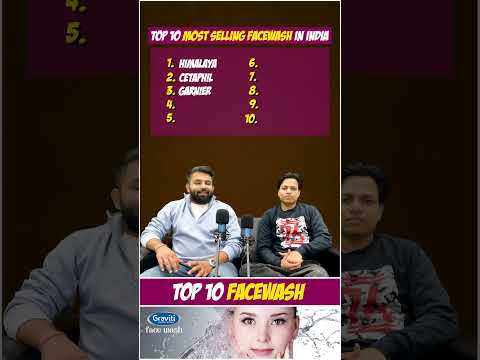 TOP 10 MOST SELLING FACEWASH IN INDIA
1. HIMALAYA
2. CETAPHIL
3. GARNIER
4.
5.
6.
7.
8.
9.
10.
TOP 10 FACEWASH
Graviti
face wash